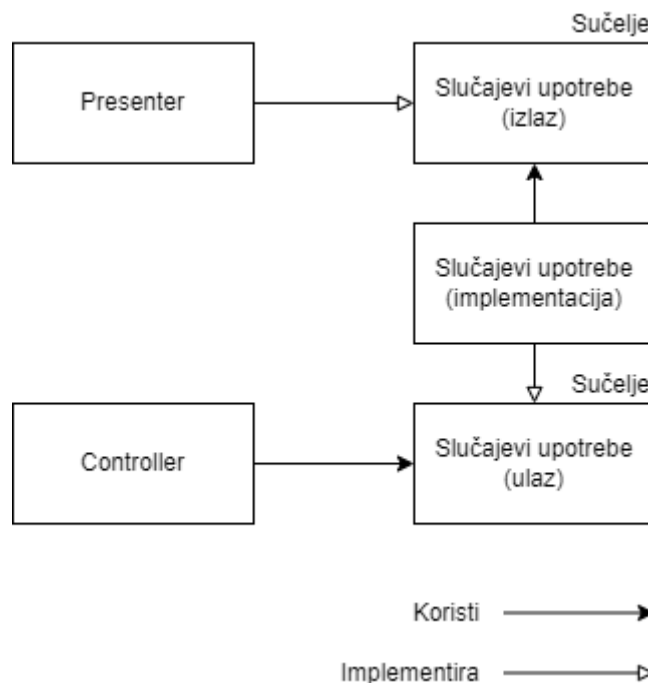 Sučelje
Presenter
Slučajevi upotrebe
(izlaz)
Slučajevi upotrebe
(implementacija)
Sučelje
Controller
Slučajevi upotrebe
(ulaz)
Koristi
Implementira